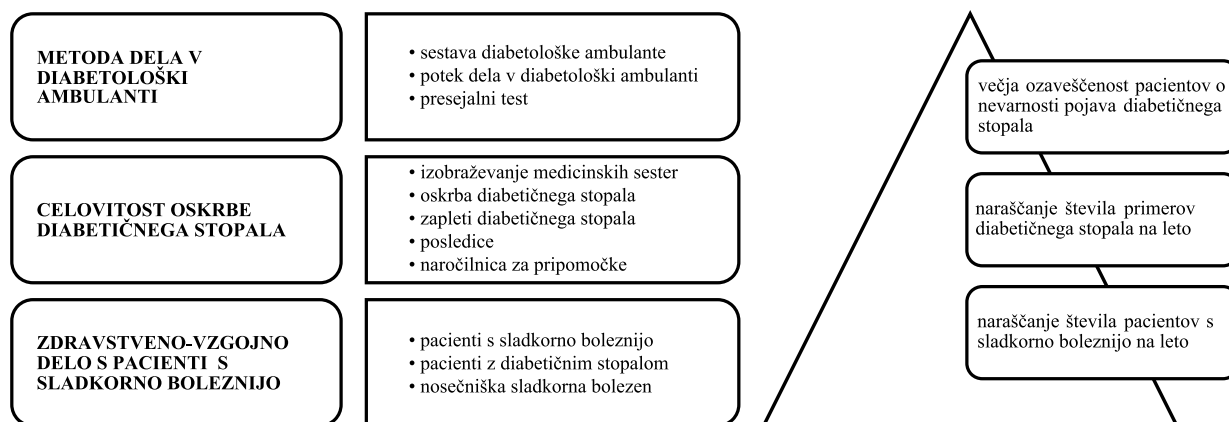 METODA DELA V
DIABETOLOŠKI
AMBULANTI
• sestava diabetološke ambulante
• potek dela v diabetološki ambulanti
• presejalni test
CELOVITOST OSKRBE
DIABETIČNEGA STOPALA
• izobraževanje medicinskih sester
• oskrba diabetičnega stopala
• zapleti diabetičnega stopala
• posledice
• naročilnica za pripomočke
ZDRAVSTVENO-VZGOJNO
DELO S PACIENTI S
SLADKORNO BOLEZNIJO
• pacienti s sladkorno boleznijo
• pacienti z diabetičnim stopalom
• nosečniška sladkorna bolezen
večja ozaveščenost pacientov o
nevarnosti pojava diabetičnega
stopala
naraščanje števila primerov
diabetičnega stopala na leto
naraščanje števila pacientov s
sladkorno boleznijo na leto